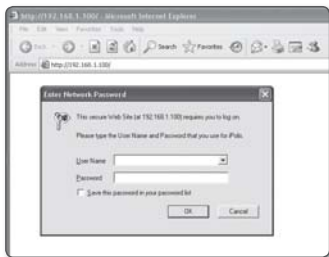 http://192.168.1.100/ - Microsoft Internet Explorer
File Edit View Favorites Tools Help
Back Search Favorites
Address http://192.168.1.100/
Enter Network Password
This secure Web Site (at 192.168.1.100) requires you to log on.
Please type the User Name and Password that you use for iPolis.
User Name
Password
Save this password in your password list
OK Cancel